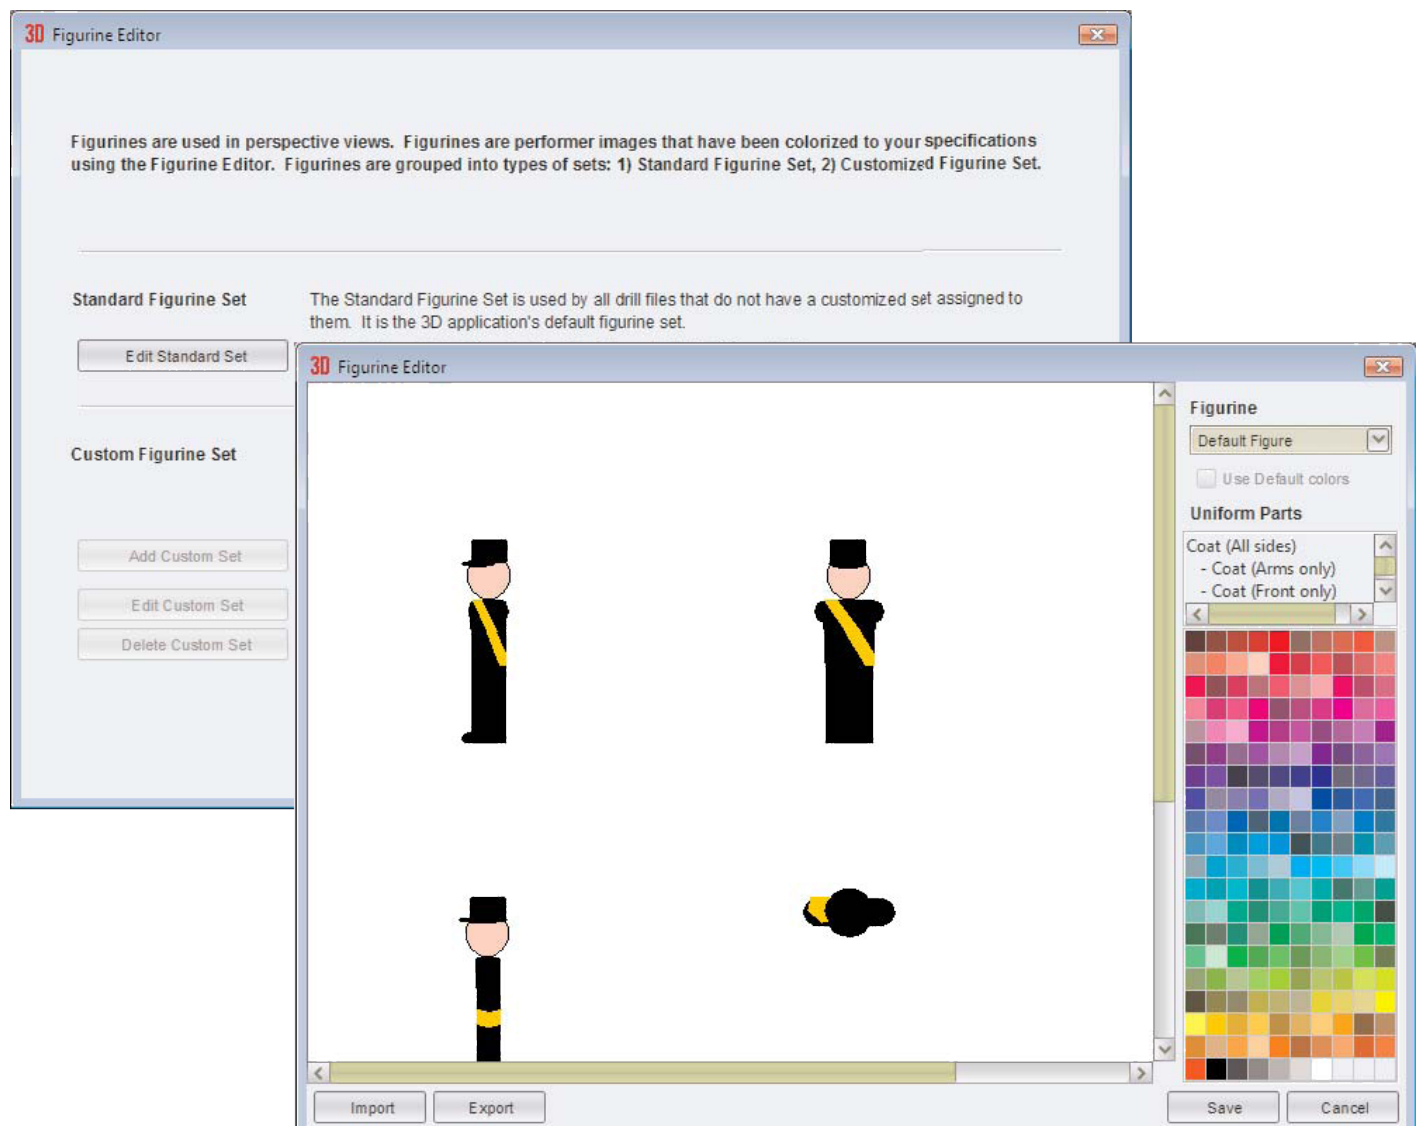 3D Figurine Editor
Figurines are used in perspective views. Figurines are performer images that have been colorized to your specifications
using the Figurine Editor. Figurines are grouped into types of sets: 1) Standard Figurine Set, 2) Customized Figurine Set.
Standard Figurine Set
The Standard Figurine Set is used by all drill files that do not have a customized set assigned to
them. It is the 3D application's default figurine set.
Edit Standard Set
Custom Figurine Set
Add Custom Set
Edit Custom Set
Delete Custom Set
3D Figurine Editor
Figurine
Default Figure
Use Default colors
Uniform Parts
Coat (All sides)
- Coat (Arms only)
- Coat (Front only)
Import
Export
Save
Cancel